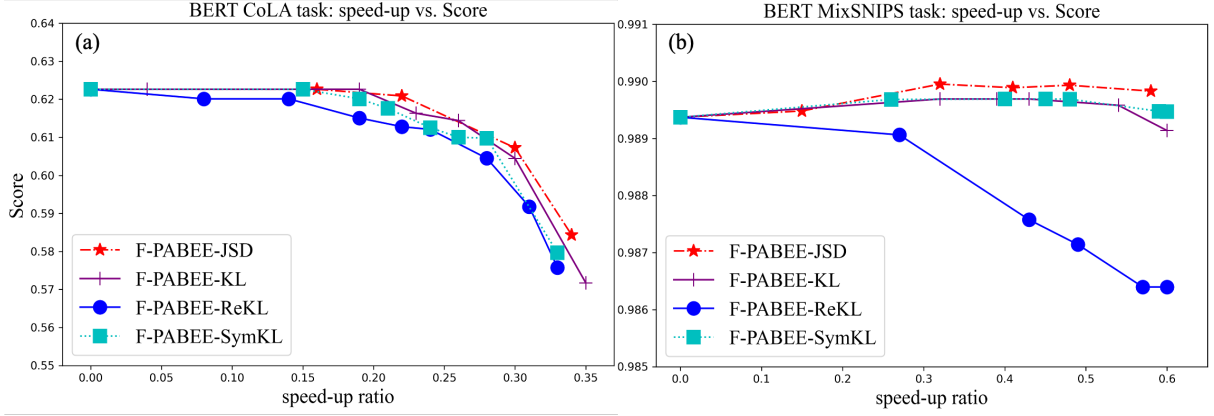 BERT CoLA task: speed-up vs. Score
(a)
Score
0.64
0.63
0.62
0.61
0.60
0.59
0.58
0.57
0.56
0.55
F-PABEE-JSD
F-PABEE-KL
F-PABEE-ReKL
F-PABEE-SymKL
0.00 0.05 0.10 0.15 0.20 0.25 0.30 0.35
speed-up ratio
BERT MixSNIPS task: speed-up vs. Score
(b)
0.991
0.990
0.989
0.988
0.987
0.986
0.985
F-PABEE-JSD
F-PABEE-KL
F-PABEE-ReKL
F-PABEE-SymKL
0.0 0.1 0.2 0.3 0.4 0.5 0.6
speed-up ratio